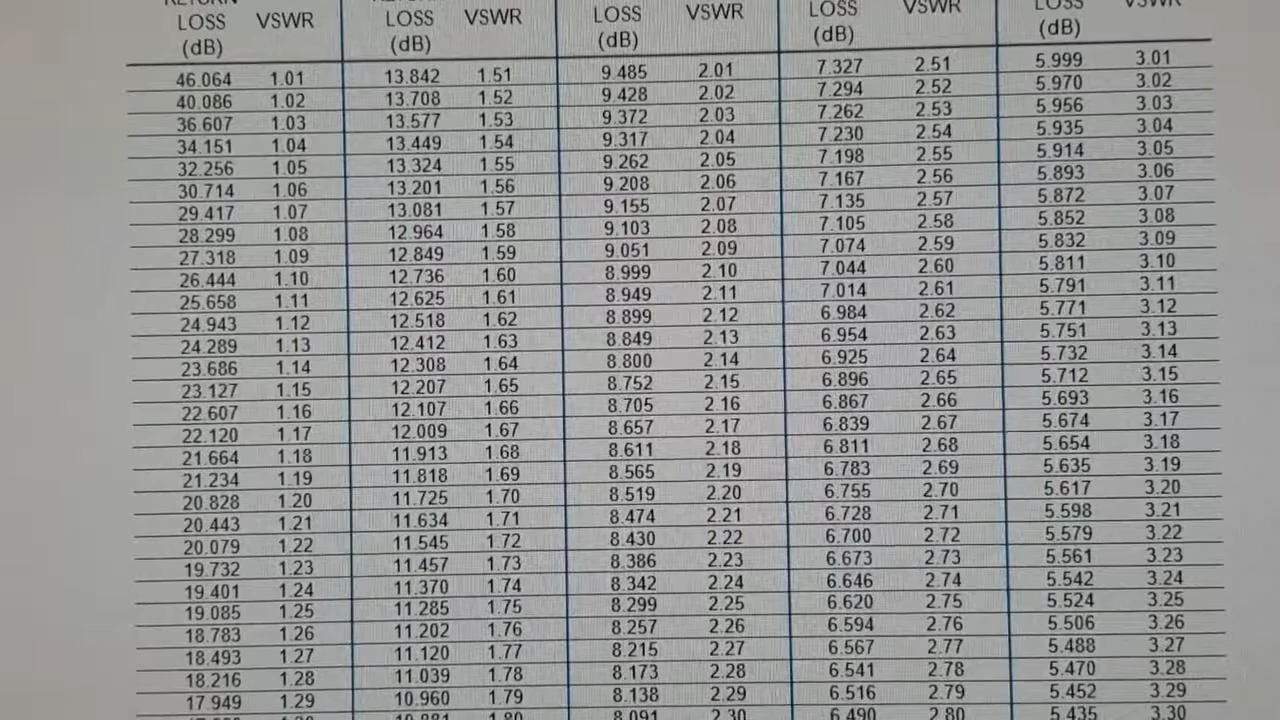 RETURN
LOSS VSWR LOSS VSWR LOSS VSWR LOSS VSWR LOSS VSWR
(dB) (dB) (dB) (dB) (dB)
46.064 1.01 13.842 1.51 9.485 2.01 7.327 2.51 5.999 3.01
40.086 1.02 13.708 1.52 9.428 2.02 7.294 2.52 5.970 3.02
36.607 1.03 13.577 1.53 9.372 2.03 7.262 2.53 5.956 3.03
34.151 1.04 13.449 1.54 9.317 2.04 7.230 2.54 5.935 3.04
32.256 1.05 13.324 1.55 9.262 2.05 7.198 2.55 5.914 3.05
30.714 1.06 13.201 1.56 9.208 2.06 7.167 2.56 5.893 3.06
29.417 1.07 13.081 1.57 9.155 2.07 7.135 2.57 5.872 3.07
28.299 1.08 12.964 1.58 9.103 2.08 7.105 2.58 5.852 3.08
27.318 1.09 12.849 1.59 9.051 2.09 7.074 2.59 5.832 3.09
26.444 1.10 12.736 1.60 8.999 2.10 7.044 2.60 5.811 3.10
25.658 1.11 12.625 1.61 8.949 2.11 7.014 2.61 5.791 3.11
24.943 1.12 12.518 1.62 8.899 2.12 6.984 2.62 5.771 3.12
24.289 1.13 12.412 1.63 8.849 2.13 6.954 2.63 5.751 3.13
23.686 1.14 12.308 1.64 8.800 2.14 6.925 2.64 5.732 3.14
23.127 1.15 12.207 1.65 8.752 2.15 6.896 2.65 5.712 3.15
22.607 1.16 12.107 1.66 8.705 2.16 6.867 2.66 5.693 3.16
22.120 1.17 12.009 1.67 8.657 2.17 6.839 2.67 5.674 3.17
21.664 1.18 11.913 1.68 8.611 2.18 6.811 2.68 5.654 3.18
21.234 1.19 11.818 1.69 8.565 2.19 6.783 2.69 5.635 3.19
20.828 1.20 11.725 1.70 8.519 2.20 6.755 2.70 5.617 3.20
20.443 1.21 11.634 1.71 8.474 2.21 6.728 2.71 5.598 3.21
20.079 1.22 11.545 1.72 8.430 2.22 6.700 2.72 5.579 3.22
19.732 1.23 11.457 1.73 8.386 2.23 6.673 2.73 5.561 3.23
19.401 1.24 11.370 1.74 8.342 2.24 6.646 2.74 5.542 3.24
19.085 1.25 11.285 1.75 8.299 2.25 6.620 2.75 5.524 3.25
18.783 1.26 11.202 1.76 8.257 2.26 6.594 2.76 5.506 3.26
18.493 1.27 11.120 1.77 8.215 2.27 6.567 2.77 5.488 3.27
18.216 1.28 11.039 1.78 8.173 2.28 6.541 2.78 5.470 3.28
17.949 1.29 10.960 1.79 8.138 2.29 6.516 2.79 5.452 3.29
8.091 2.30 6.490 2.80 5.435 3.30